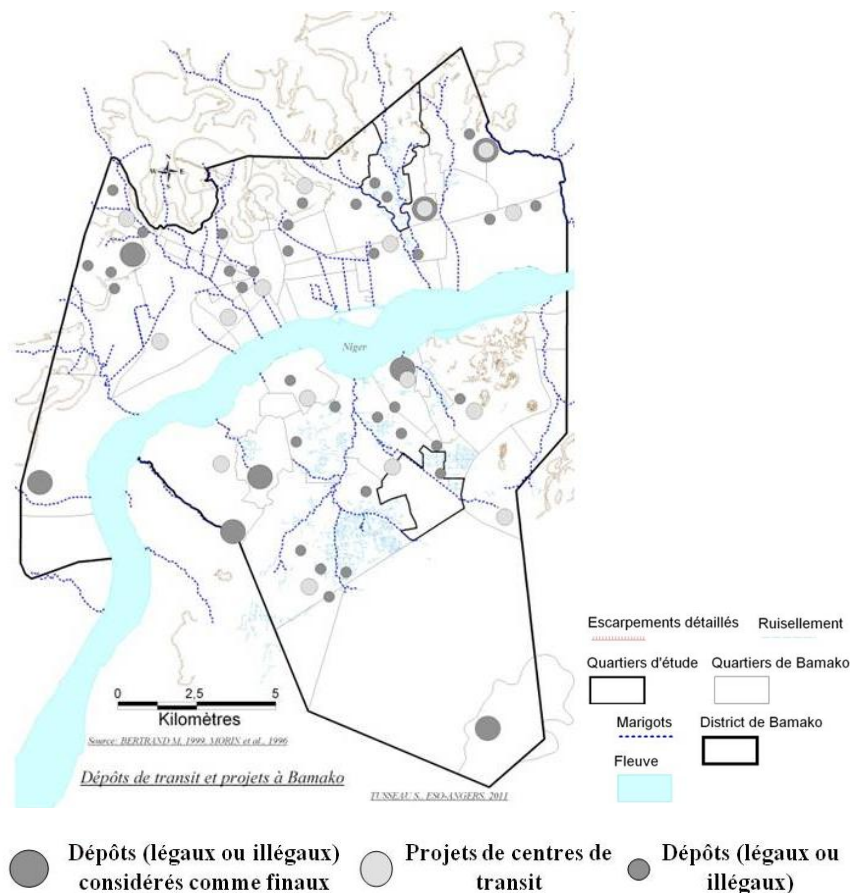 N
W E
S
Niger
0 2,5 5
Kilomètres
Source: BERTRAND M, 1999, MORIN et al., 1996
Dépôts de transit et projets à Bamako
TUSSEAU S., ESO-ANGERS, 2011
Escarpements détaillés Ruisellement
Quartiers d'étude Quartiers de Bamako
Marigots District de Bamako
Fleuve
Dépôts (légaux ou illégaux) Projets de centres de Dépôts (légaux ou
considérés comme finaux transit illégaux)